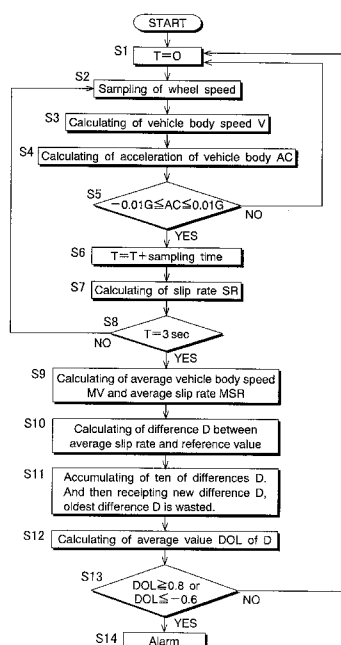 START
S1
T=O
S2
Sampling of wheel speed
S3
Calculating of vehicle body speed V
S4
Calculating of acceleration of vehicle body AC
S5
−0.01G≦AC≦0.01G
NO
YES
S6
T=T+sampling time
S7
Calculating of slip rate SR
S8
T=3 sec
NO
YES
S9
Calculating of average vehicle body speed
MV and average slip rate MSR
S10
Calculating of difference D between
average slip rate and reference value
S11
Accumulating of ten of differences D.
And then receipting new difference D,
oldest difference D is wasted.
S12
Calculating of average value DOL of D
S13
DOL≧0.8 or
DOL≦−0.6
NO
YES
S14
Alarm